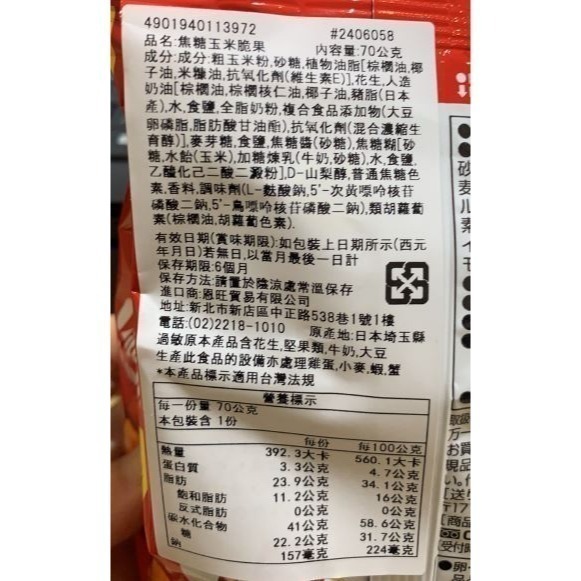 4901940113972 #2406058
品名:焦糖玉米脆果 內容量:70公克
成分:成分:粗玉米粉,砂糖,植物油脂[棕櫚油,椰
子油,米糠油,抗氧化劑(維生素E)],花生,人造
奶油[棕櫚油,棕櫚核仁油,椰子油,豬脂(日本
產),水,食鹽,全脂奶粉,複合食品添加物(大豆
卵磷脂,脂肪酸甘油酯),抗氧化劑(混合濃縮生
育醇)],麥芽糖,食鹽,焦糖醬(砂糖),焦糖糊[砂
糖,水飴(玉米),加糖煉乳(牛奶,砂糖),水,食鹽,
乙醯化己二酸二澱粉],D-山梨醇,普通焦糖色
素,香料,調味劑(L-麩酸鈉,5'-次黃嘌呤核苷
磷酸二鈉,5'-鳥嘌呤核苷磷酸二鈉),類胡蘿蔔
素(棕櫚油,胡蘿蔔色素).
有效日期(賞味期限):如包裝上日期所示(西元
年月日)若無日,以當月最後一日計
保存期限:6個月
保存方法:請置於陰涼處常溫保存
進口商:恩旺貿易有限公司
地址:新北市新店區中正路538巷1號1樓
電話:(02)2218-1010 原產地:日本埼玉縣
過敏原本產品含花生,堅果類,牛奶,大豆
生產此食品的設備亦處理雞蛋,小麥,蝦,蟹
*本產品標示適用台灣法規
營養標示
每一份量 70公克
本包裝含 1份
每份 每100公克
熱量 392.3大卡 560.1大卡
蛋白質 3.3公克 4.7公克
脂肪 23.9公克 34.1公克
飽和脂肪 11.2公克 16公克
反式脂肪 0公克 0公克
碳水化合物 41公克 58.6公克
糖 22.2公克 31.7公克
鈉 157毫克 224毫克